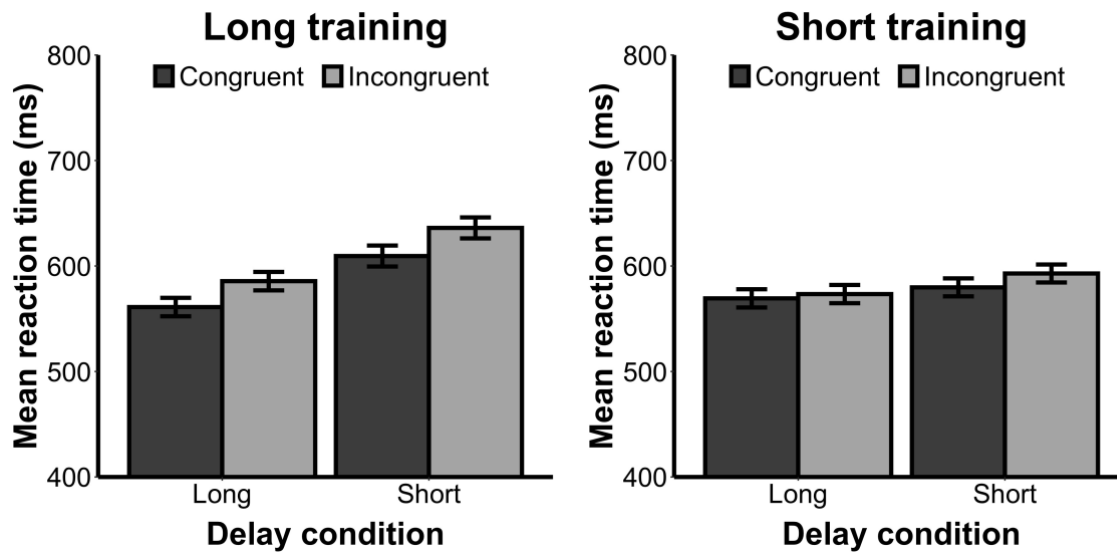 Long training
Congruent Incongruent
Mean reaction time (ms)
800
700
600
500
400
Long Short
Delay condition
Short training
Congruent Incongruent
Mean reaction time (ms)
800
700
600
500
400
Long Short
Delay condition